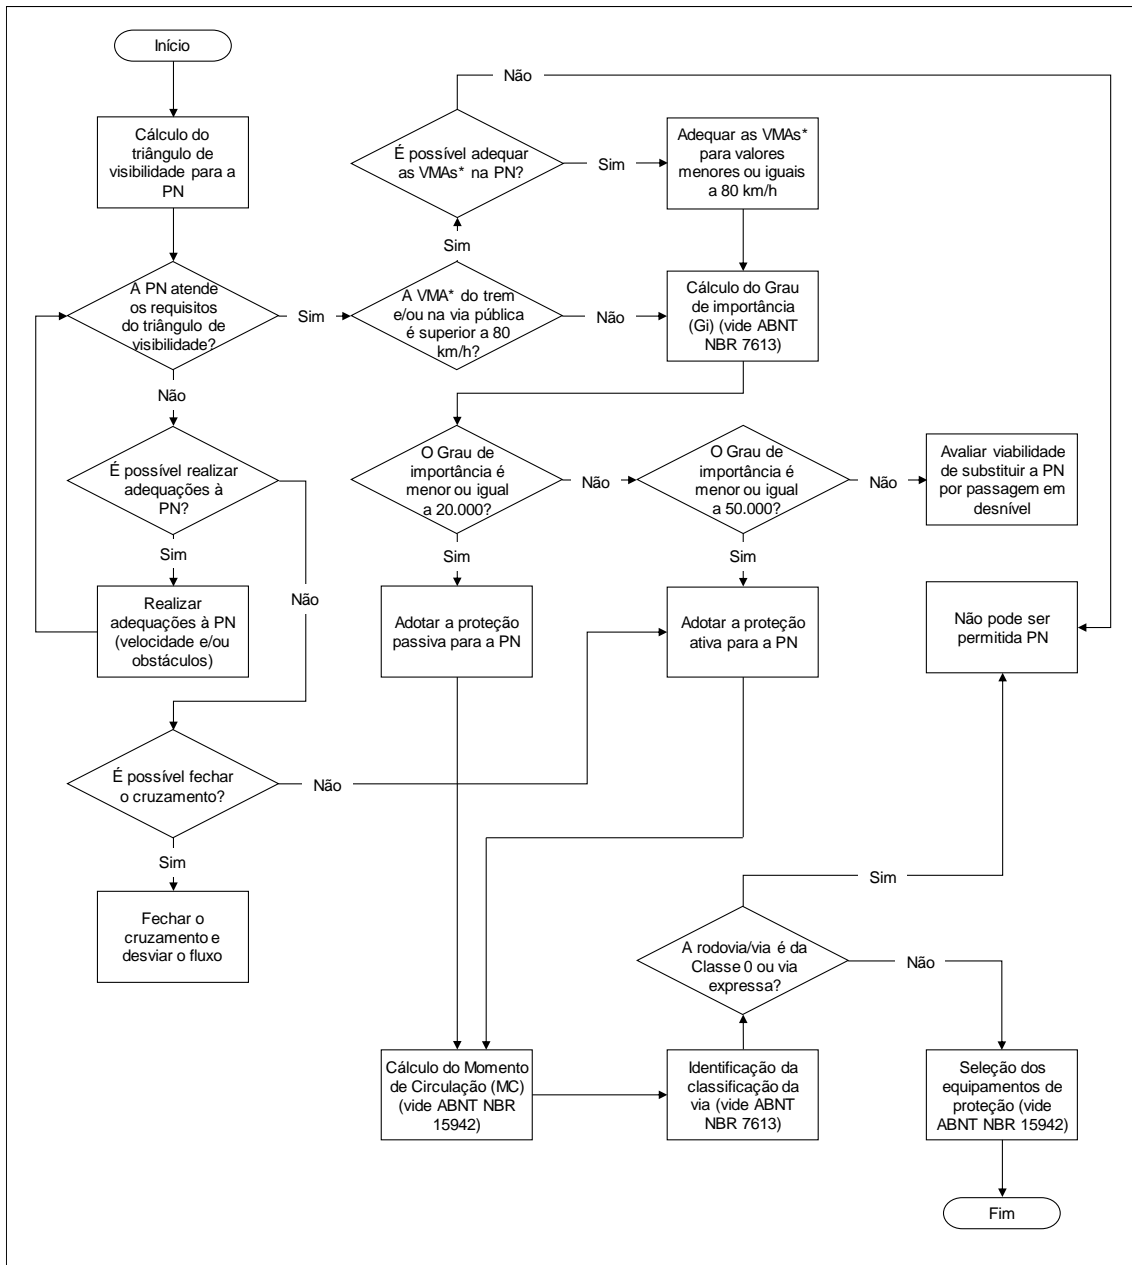 Início
Cálculo do
triângulo de
visibilidade para a
PN
A PN atende
os requisitos
do triângulo de
visibilidade?
Sim
Não
É possível realizar
adequações à
PN?
Sim
Não
Realizar
adequações à PN
(velocidade e/ou
obstáculos)
É possível fechar
o cruzamento?
Não
Sim
Fechar o
cruzamento e
desviar o fluxo
Não
É possível adequar
as VMAs* na PN?
Sim
Adequar as VMAs*
para valores
menores ou iguais
a 80 km/h
Sim
A VMA* do trem
e/ou na via pública
é superior a 80
km/h?
Não
Cálculo do Grau
de importância
(Gi) (vide ABNT
NBR 7613)
O Grau de
importância é
menor ou igual
a 20.000?
Não
O Grau de
importância é
menor ou igual
a 50.000?
Não
Avaliar viabilidade
de substituir a PN
por passagem em
desnível
Sim
Sim
Adotar a proteção
passiva para a PN
Adotar a proteção
ativa para a PN
Não pode ser
permitida PN
Sim
A rodovia/via é da
Classe 0 ou via
expressa?
Não
Cálculo do Momento
de Circulação (MC)
(vide ABNT NBR
15942)
Identificação da
classificação da
via (vide ABNT
NBR 7613)
Seleção dos
equipamentos de
proteção (vide
ABNT NBR 15942)
Fim